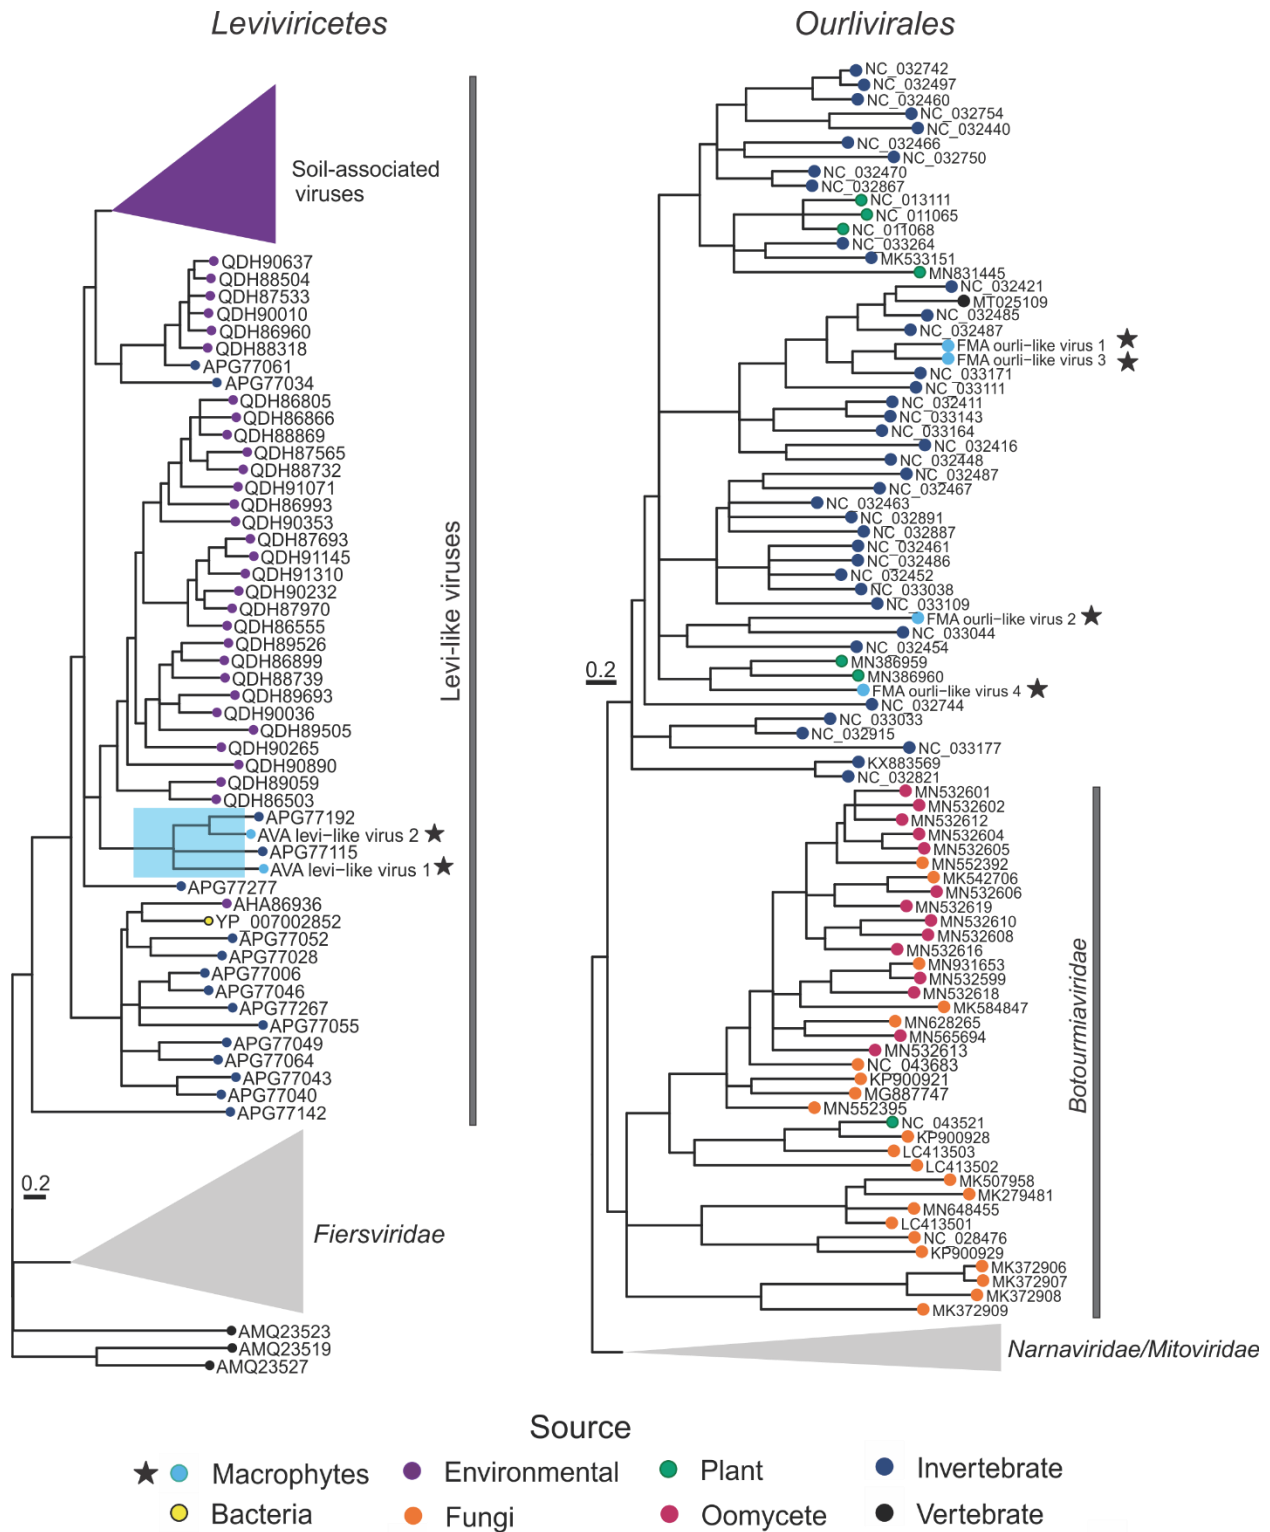 Leviviricetes
Soil-associated
viruses
QDH90637
QDH88504
QDH87533
QDH90010
QDH86960
QDH88318
APG77061
APG77034
QDH86805
QDH86866
QDH88869
QDH87565
QDH88732
QDH91071
QDH86993
QDH90353
QDH87693
QDH91145
QDH91310
QDH90232
QDH87970
QDH86555
QDH89526
QDH86899
QDH88739
QDH89693
QDH90036
QDH89505
QDH90265
QDH90890
QDH89059
QDH86503
APG77192
AVA levi−like virus 2
APG77115
AVA levi−like virus 1
APG77277
AHA86936
YP_007002852
APG77052
APG77028
APG77006
APG77046
APG77267
APG77055
APG77049
APG77064
APG77043
APG77040
APG77142
Levi-like viruses
0.2
Fiersviridae
AMQ23523
AMQ23519
AMQ23527
Ourlivirales
NC_032742
NC_032497
NC_032460
NC_032754
NC_032440
NC_032466
NC_032750
NC_032470
NC_032867
NC_013111
NC_011065
NC_011068
NC_033264
MK533151
MN831445
NC_032421
MT025109
NC_032485
NC_032487
FMA ourli−like virus 1
FMA ourli−like virus 3
NC_033171
NC_033111
NC_032411
NC_033143
NC_033164
NC_032416
NC_032448
NC_032487
NC_032467
NC_032463
NC_032891
NC_032887
NC_032461
NC_032486
NC_032452
NC_033038
NC_033109
FMA ourli−like virus 2
NC_033044
NC_032454
MN386959
MN386960
FMA ourli−like virus 4
NC_032744
NC_033033
NC_032915
NC_033177
KX883569
NC_032821
0.2
MN532601
MN532602
MN532612
MN532604
MN532605
MN552392
MK542706
MN532606
MN532619
MN532610
MN532608
MN532616
MN931653
MN532599
MN532618
MK584847
MN628265
MN565694
MN532613
NC_043683
KP900921
MG887747
MN552395
NC_043521
KP900928
LC413503
LC413502
MK507958
MK279481
MN648455
LC413501
NC_028476
KP900929
MK372906
MK372907
MK372908
MK372909
Botourmiaviridae
Narnaviridae/Mitoviridae
Source
Macrophytes
Environmental
Plant
Invertebrate
Bacteria
Fungi
Oomycete
Vertebrate